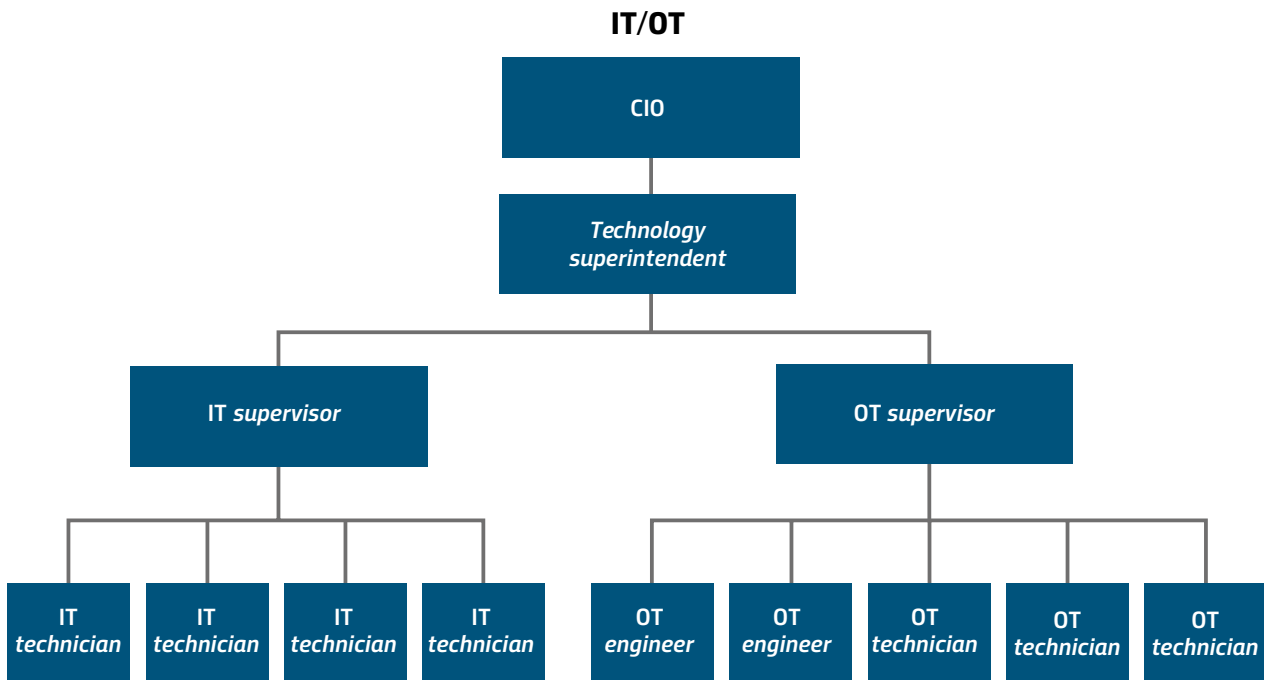 IT/OT
CIO
Technology
superintendent
IT supervisor
OT supervisor
IT
technician
IT
technician
IT
technician
IT
technician
OT
engineer
OT
engineer
OT
technician
OT
technician
OT
technician